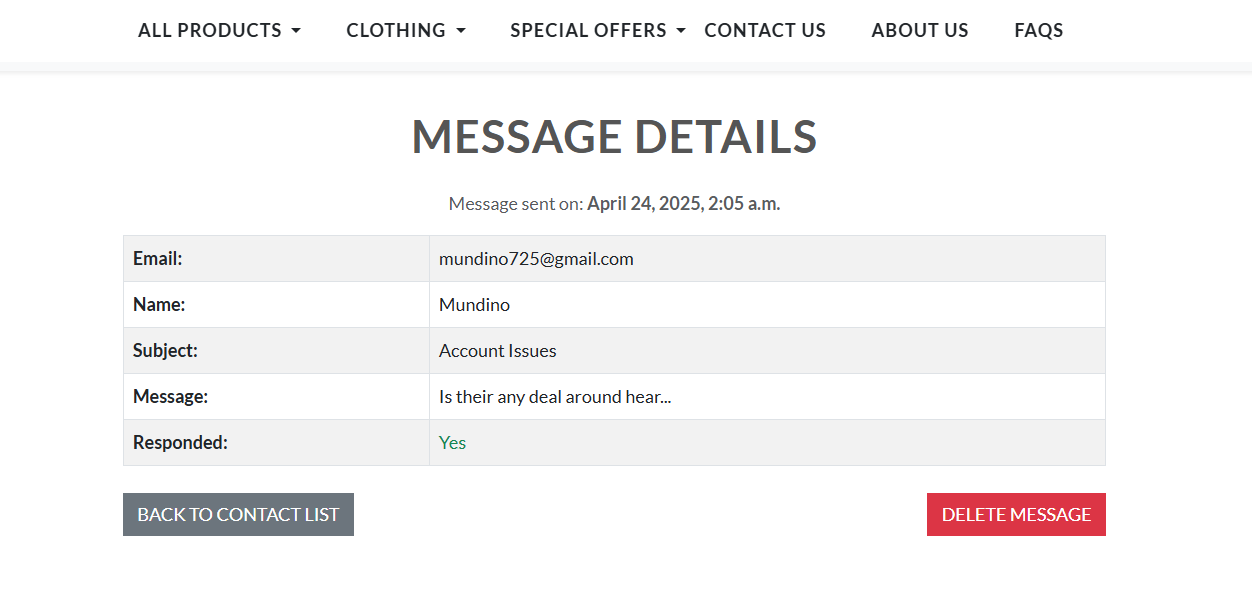 ALL PRODUCTS CLOTHING SPECIAL OFFERS CONTACT US ABOUT US FAQS
MESSAGE DETAILS
Message sent on: April 24, 2025, 2:05 a.m.
Email: mundino725@gmail.com
Name: Mundino
Subject: Account Issues
Message: Is their any deal around hear...
Responded: Yes
BACK TO CONTACT LIST DELETE MESSAGE